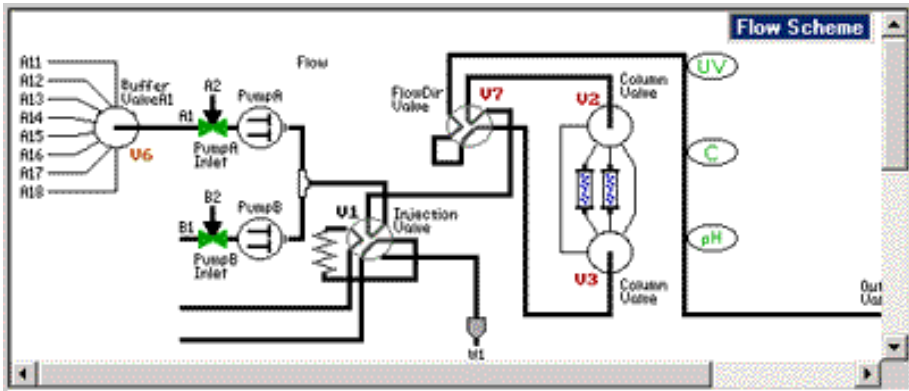 Flow Scheme
A11
A12
A13
A14
A15
A16
A17
A18
Buffer
ValveA1
V6
A2
A1
PumpA
PumpA
Inlet
B2
B1
PumpB
PumpB
Inlet
Flow
V1
Injection
Valve
W1
FlowDir
Valve
V7
Column
Valve
V2
V3
Column
Valve
UV
C
pH
Out
Val